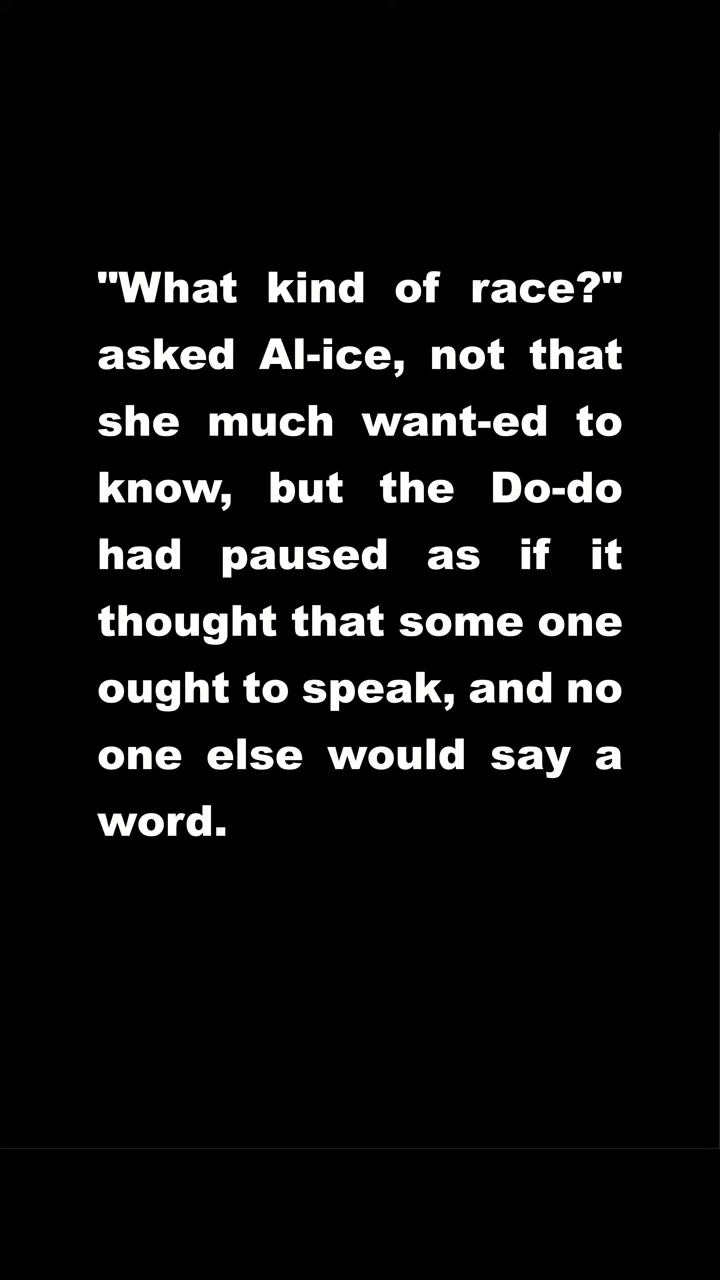 "What kind of race?"
asked Al-ice, not that
she much want-ed to
know, but the Do-do
had paused as if it
thought that some one
ought to speak, and no
one else would say a
word.